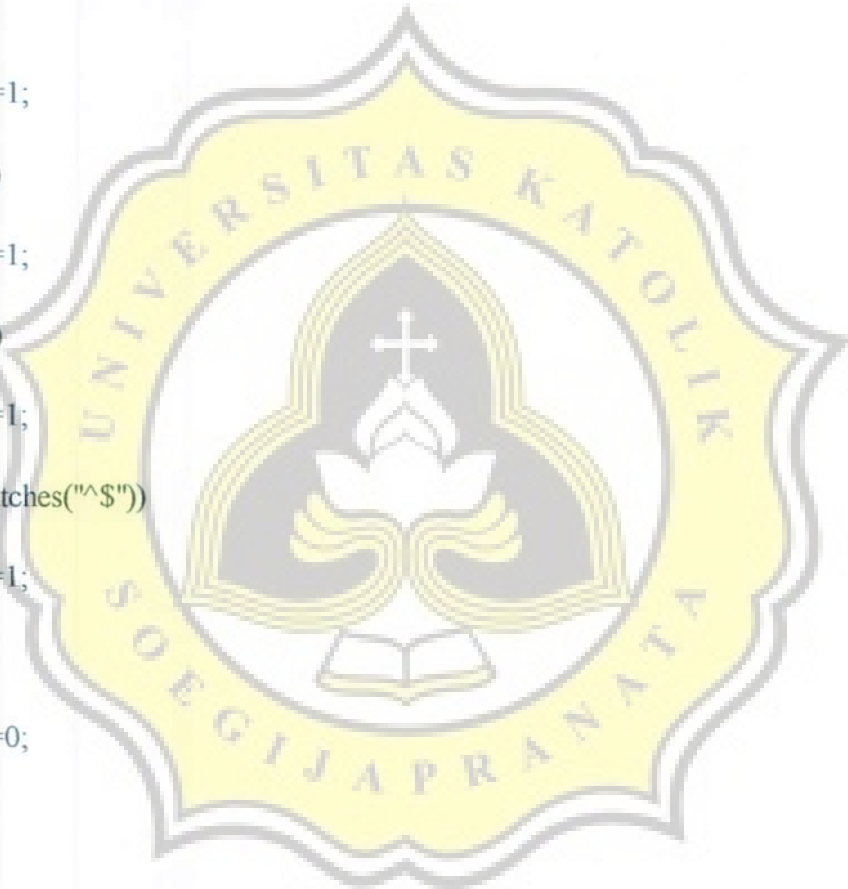 =1;
)
=1;
)
=1;
tches("^$"))
=1;
=0;
UNIVERSITAS KATOLIK
SOEGIJAPRANATA